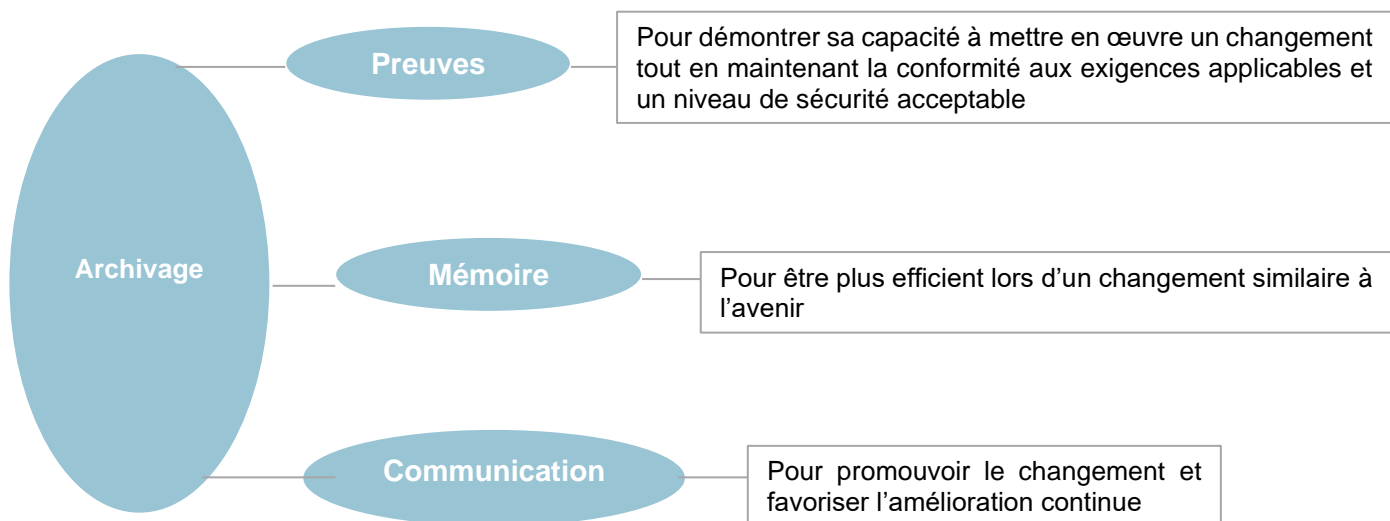 Archivage
Preuves
Pour démontrer sa capacité à mettre en œuvre un changement
tout en maintenant la conformité aux exigences applicables et
un niveau de sécurité acceptable
Mémoire
Pour être plus efficient lors d'un changement similaire à
l'avenir
Communication
Pour promouvoir le changement et
favoriser l'amélioration continue